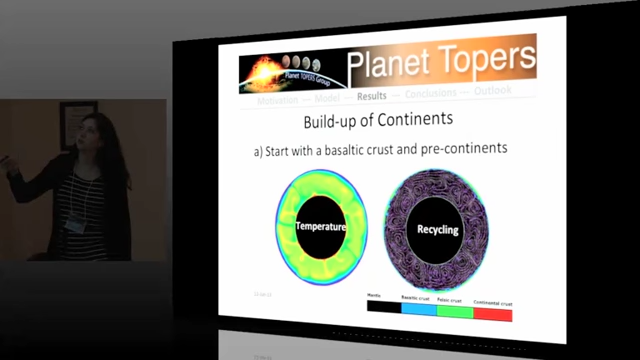 Planet TOPERS Group
Planet Topers
Motivation — Model — Results — Conclusions — Outlook
Build-up of Continents
a) Start with a basaltic crust and pre-continents
Temperature
Recycling
Mantle
Basaltic crust
Felsic crust
Continental crust